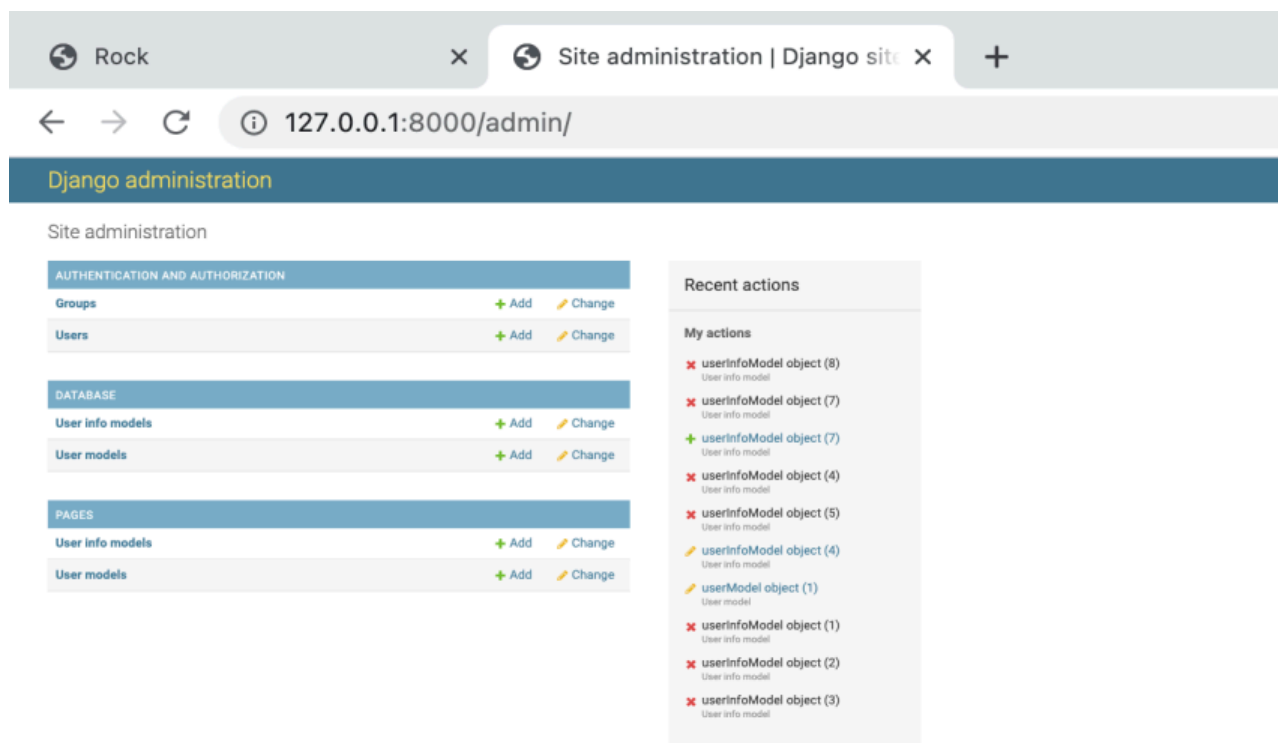 Rock
Site administration | Django site
127.0.0.1:8000/admin/
Django administration
Site administration
AUTHENTICATION AND AUTHORIZATION
Groups Add Change
Users Add Change
DATABASE
User info models Add Change
User models Add Change
PAGES
User info models Add Change
User models Add Change
Recent actions
My actions
userInfoModel object (8)
User info model
userInfoModel object (7)
User info model
userInfoModel object (7)
User info model
userInfoModel object (4)
User info model
userInfoModel object (5)
User info model
userInfoModel object (4)
User info model
userModel object (1)
User model
userInfoModel object (1)
User info model
userInfoModel object (2)
User info model
userInfoModel object (3)
User info model